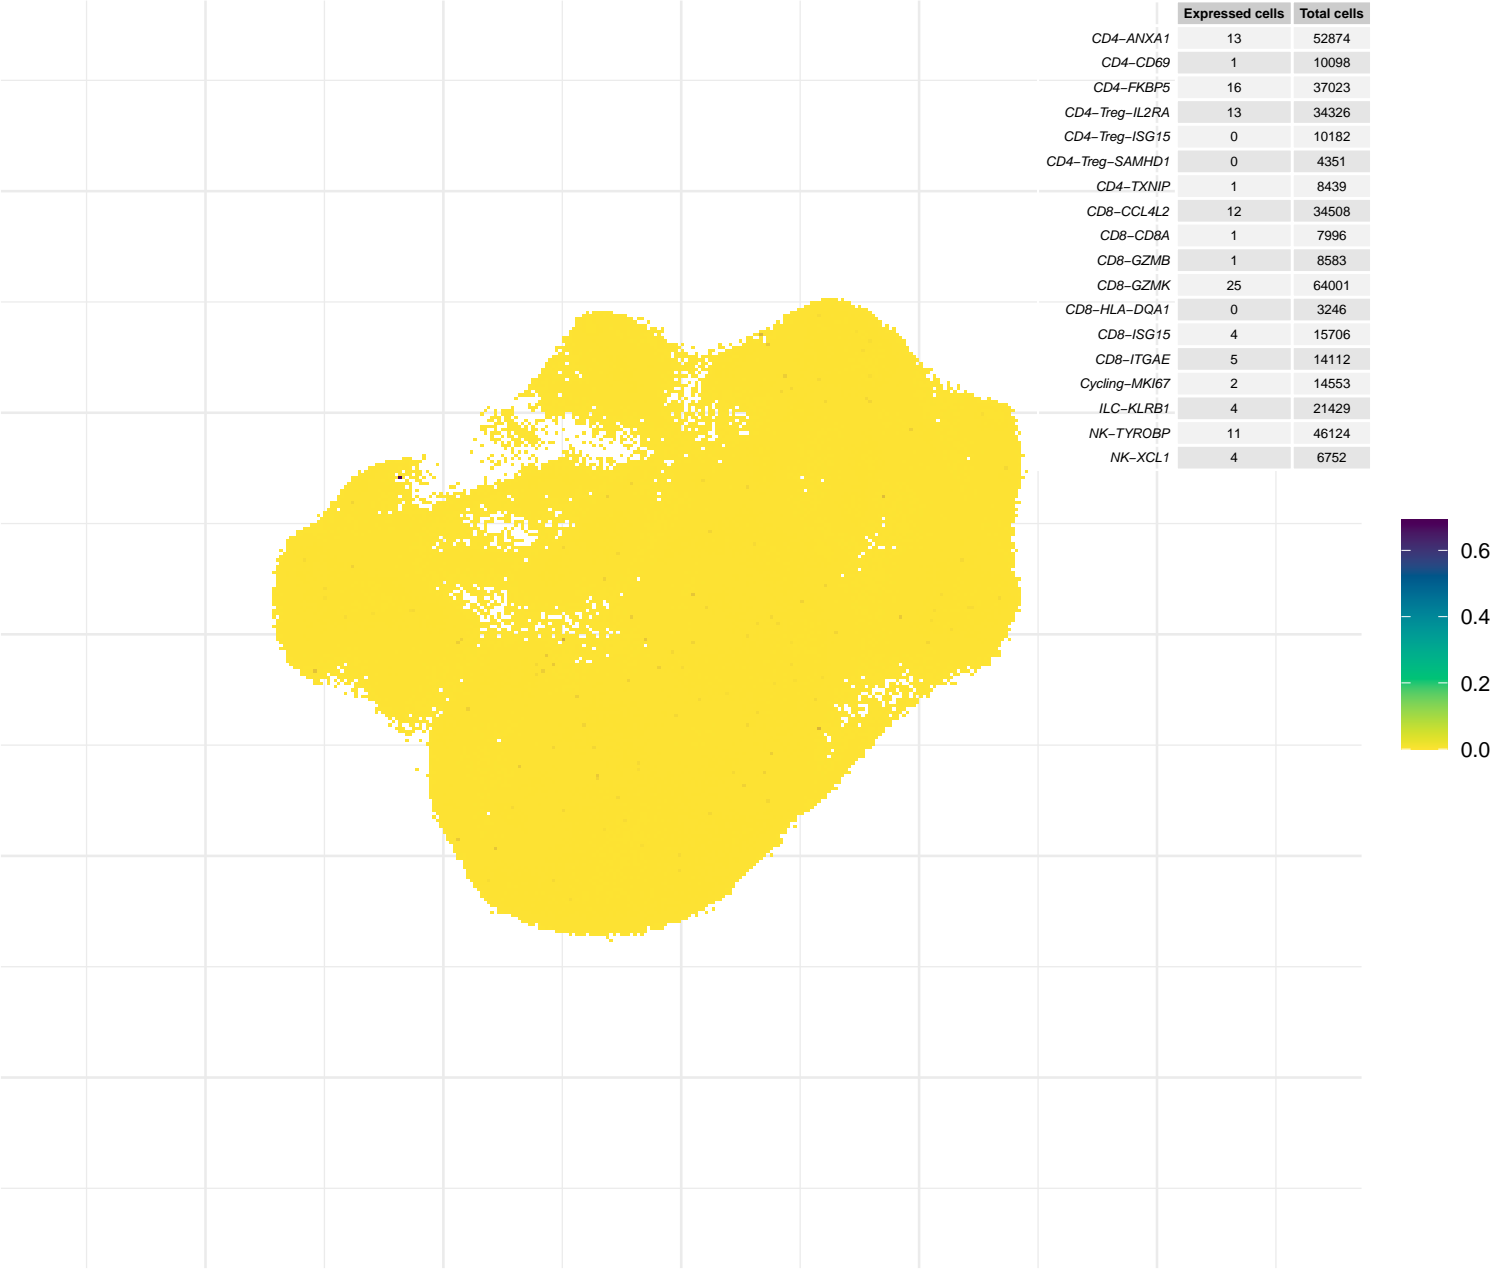 Expressed cells Total cells
CD4−ANXA1 13 52874
CD4−CD69 1 10098
CD4−FKBP5 16 37023
CD4−Treg−IL2RA 13 34326
CD4−Treg−ISG15 0 10182
CD4−Treg−SAMHD1 0 4351
CD4−TXNIP 1 8439
CD8−CCL4L2 12 34508
CD8−CD8A 1 7996
CD8−GZMB 1 8583
CD8−GZMK 25 64001
CD8−HLA−DQA1 0 3246
CD8−ISG15 4 15706
CD8−ITGAE 5 14112
Cycling−MKI67 2 14553
ILC−KLRB1 4 21429
NK−TYROBP 11 46124
NK−XCL1 4 6752
0.6
0.4
0.2
0.0